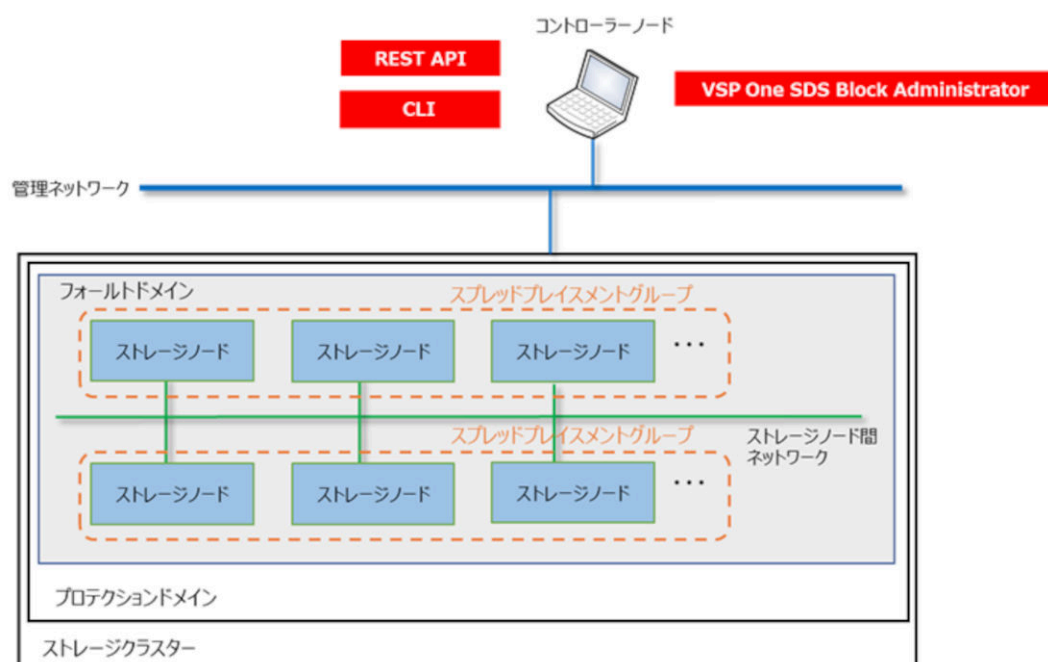 コントローラーノード
REST API
CLI
VSP One SDS Block Administrator
管理ネットワーク
フォールトドメイン
スプレッドプレイスメントグループ
ストレージノード
ストレージノード
ストレージノード
・・・
スプレッドプレイスメントグループ
ストレージノード間
ネットワーク
ストレージノード
ストレージノード
ストレージノード
・・・
プロテクションドメイン
ストレージクラスター